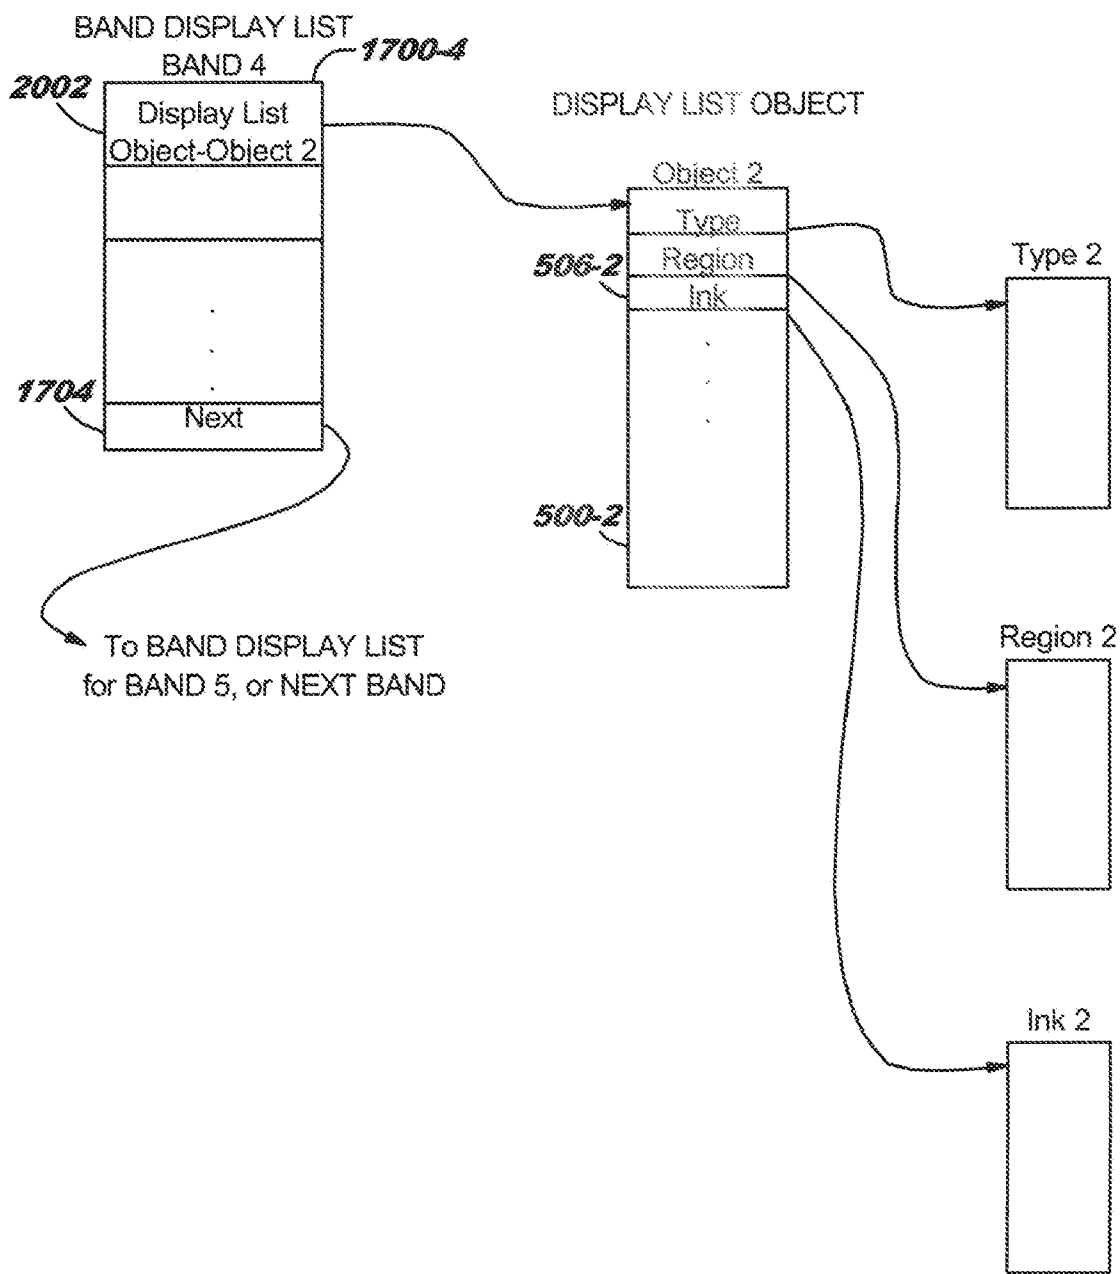 BAND DISPLAY LIST
BAND 4
1700-4
2002
Display List
Object-Object 2
1704
Next
To BAND DISPLAY LIST
for BAND 5, or NEXT BAND
DISPLAY LIST OBJECT
Object 2
Type
506-2
Region
Ink
500-2
Type 2
Region 2
Ink 2